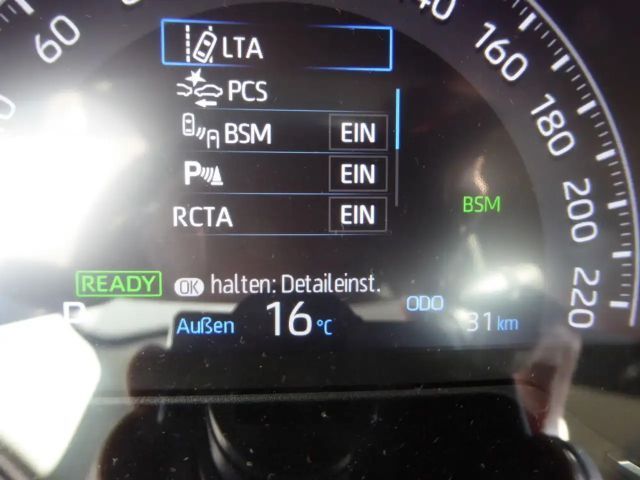 60
140
160
180
200
220
LTA
PCS
BSM EIN
P EIN
RCTA EIN
BSM
READY
OK halten: Detaileinst.
Außen 16 °C
ODO 31 km